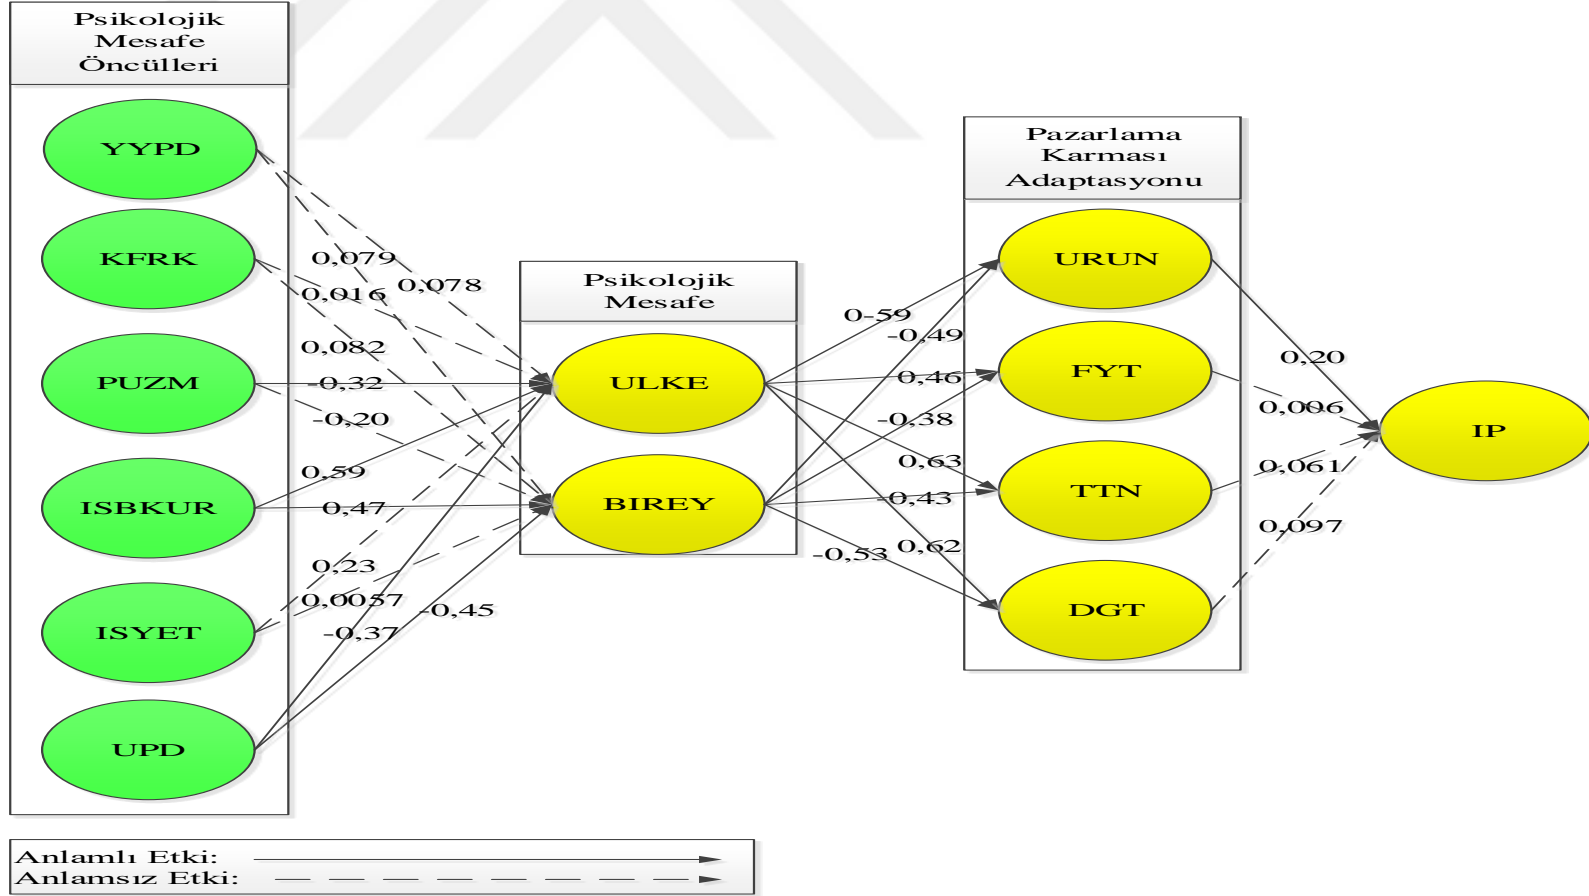 Psikolojik
Mesafe
Öncülleri
YYPD
KFRK
PUZM
ISBKUR
ISYET
UPD
0,079
0,078
0,016
0,082
-0,32
-0,20
0,59
0,47
0,23
0,0057
-0,45
-0,37
Psikolojik
Mesafe
ULKE
BIREY
0-59
-0,49
0,46
-0,38
0,63
-0,43
-0,53
0,62
Pazarlama
Karması
Adaptasyonu
URUN
FYT
TTN
DGT
0,20
0,006
0,061
0,097
IP
Anlamlı Etki:
Anlamsız Etki: